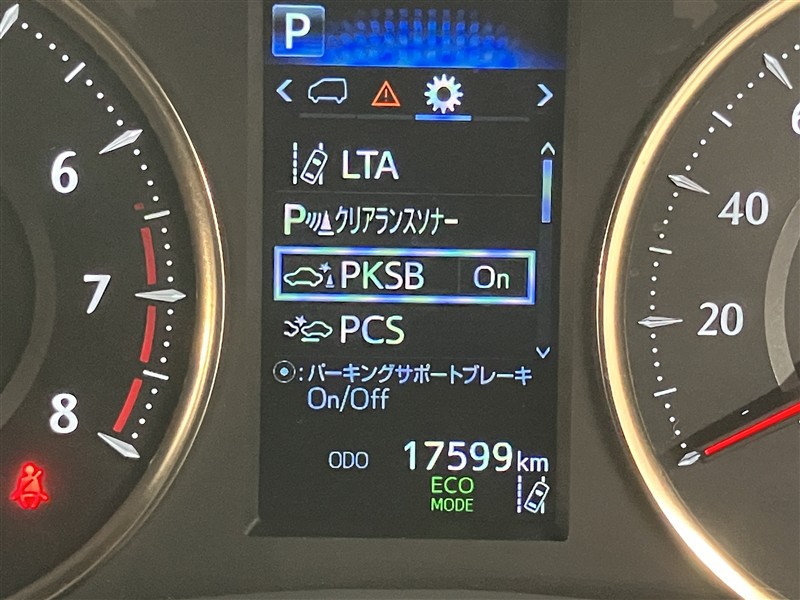 P
LTA
P クリアランスソナー
PKSB On
PCS
:パーキングサポートブレーキ
On/Off
ODO 17599km
ECO
MODE
6
7
8
40
20